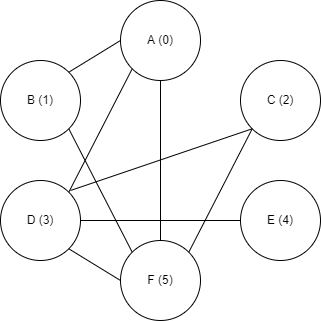 A (0)
B (1)
C (2)
D (3)
E (4)
F (5)